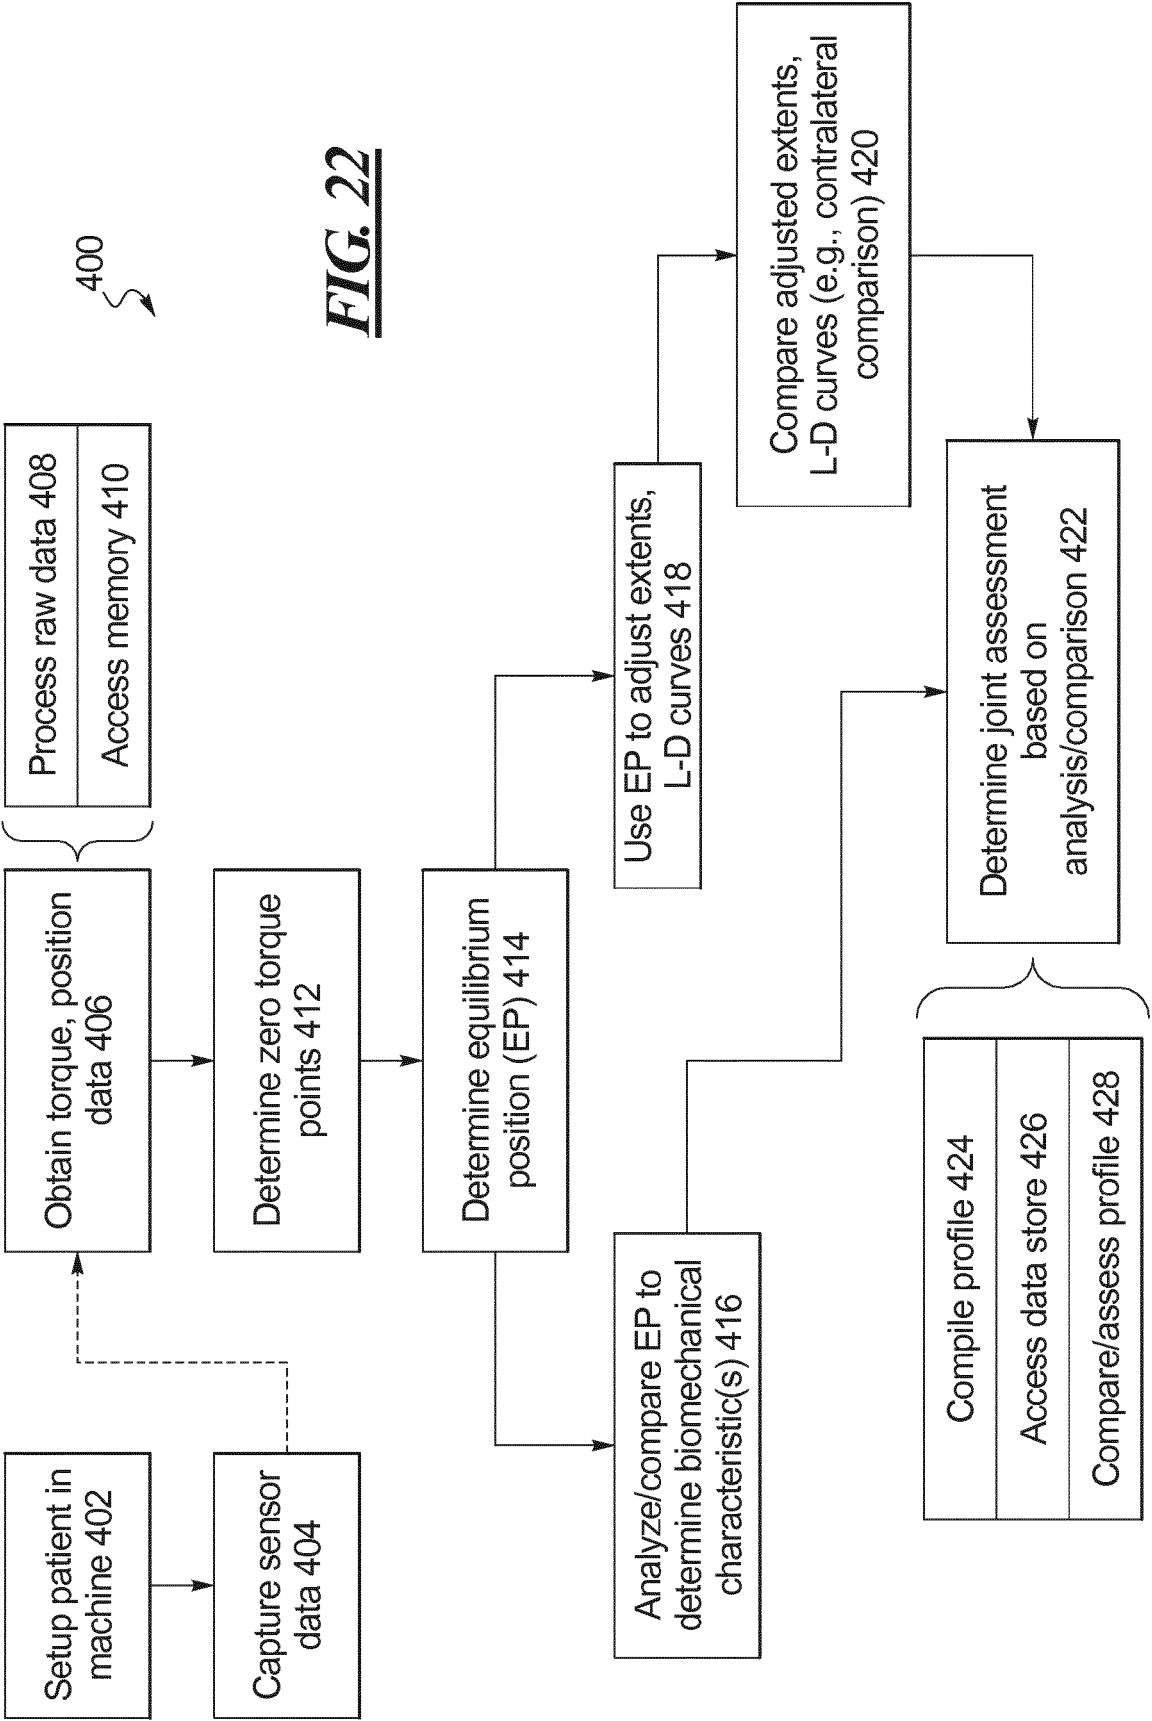 400
FIG. 22
Setup patient in
machine 402
Capture sensor
data 404
Obtain torque, position
data 406
Process raw data 408
Access memory 410
Determine zero torque
points 412
Determine equilibrium
position (EP) 414
Analyze/compare EP to
determine biomechanical
characteristic(s) 416
Use EP to adjust extents,
L-D curves 418
Compare adjusted extents,
L-D curves (e.g., contralateral
comparison) 420
Determine joint assessment
based on
analysis/comparison 422
Compile profile 424
Access data store 426
Compare/assess profile 428